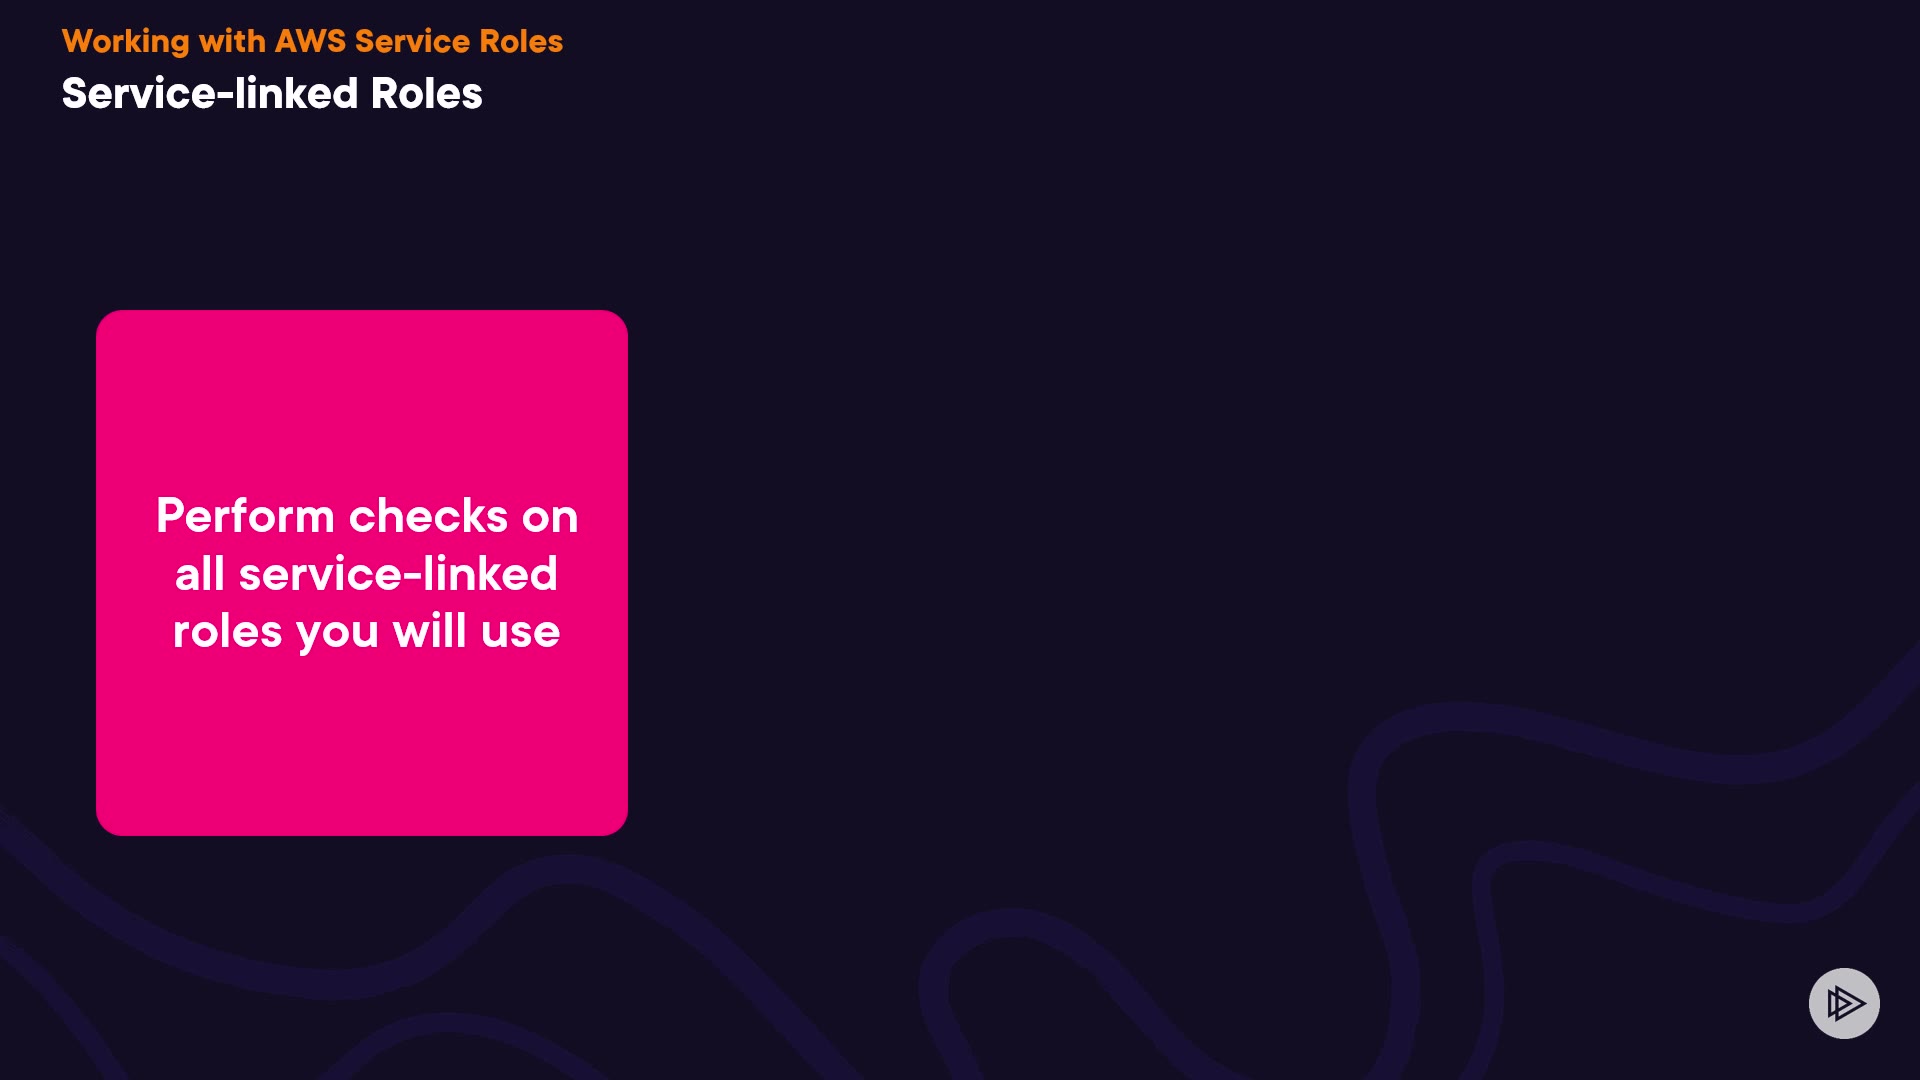 Working with AWS Service Roles
Service-linked Roles
Perform checks on
all service-linked
roles you will use